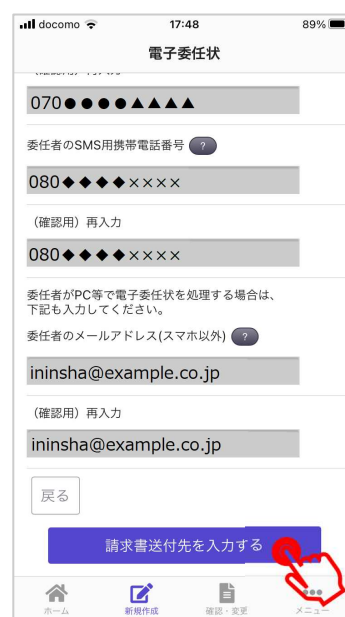 docomo 17:48 89%
電子委任状
（確認用）再入力
070●●●●▲▲▲▲
委任者のSMS用携帯電話番号 ?
080◆◆◆◆××××
（確認用）再入力
080◆◆◆◆××××
委任者がPC等で電子委任状を処理する場合は、
下記も入力してください。
委任者のメールアドレス(スマホ以外) ?
ininsha@example.co.jp
（確認用）再入力
ininsha@example.co.jp
戻る
請求書送付先を入力する
ホーム 新規作成 確認・変更 メニュー